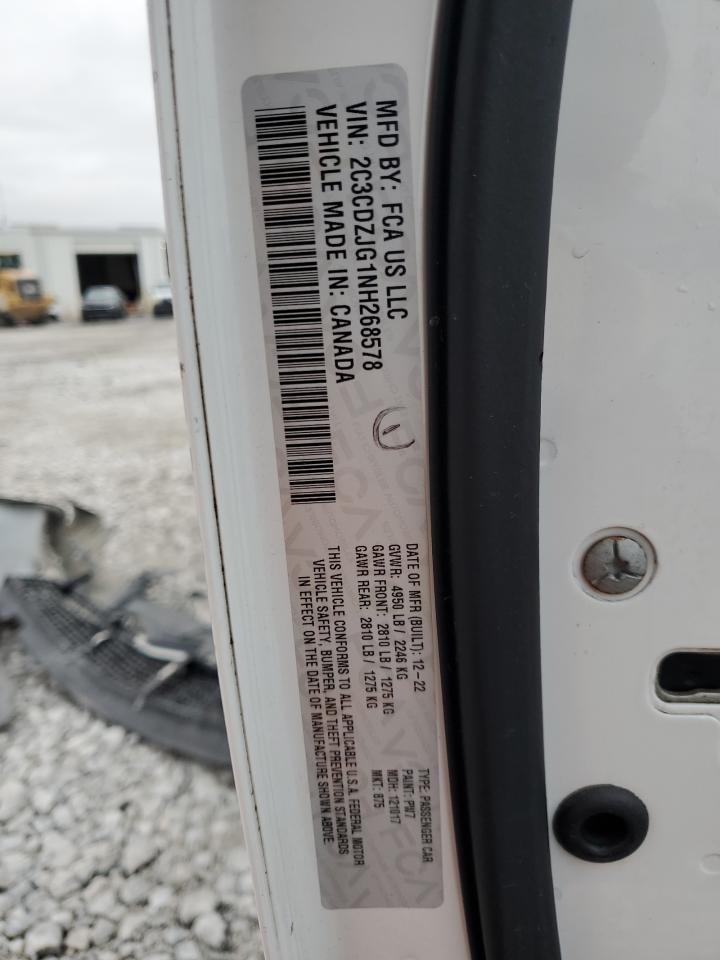 MFD BY: FCA US LLC
VIN: 2C3CDZJG1NH268578
VEHICLE MADE IN: CANADA
DATE OF MFR (BUILT): 12-22
GVWR: 4950 LB / 2246 KG
GAWR FRONT: 2810 LB / 1275 KG
GAWR REAR: 2810 LB / 1275 KG
THIS VEHICLE CONFORMS TO ALL APPLICABLE U.S.A. FEDERAL MOTOR
VEHICLE SAFETY, BUMPER, AND THEFT PREVENTION STANDARDS
IN EFFECT ON THE DATE OF MANUFACTURE SHOWN ABOVE.
TYPE: PASSENGER CAR
PAINT: PW7
MDH: 121017
MKT: B75